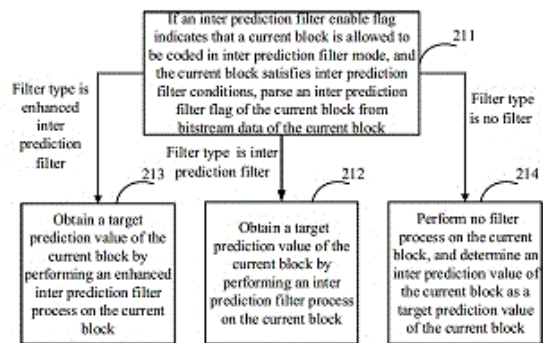 If an inter prediction filter enable flag
indicates that a current block is allowed to
be coded in inter prediction filter mode, and
the current block satisfies inter prediction
filter conditions, parse an inter prediction
filter flag of the current block from
bitstream data of the current block
211
Filter type is
enhanced
inter
prediction
filter
Filter type is inter
prediction filter
Filter type
is no filter
213
212
214
Obtain a target
prediction value of the
current block by
performing an enhanced
inter prediction filter
process on the current
block
Obtain a target
prediction value of the
current block by
performing an inter
prediction filter process
on the current block
Perform no filter
process on the current
block, and determine an
inter prediction value of
the current block as a
target prediction value
of the current block